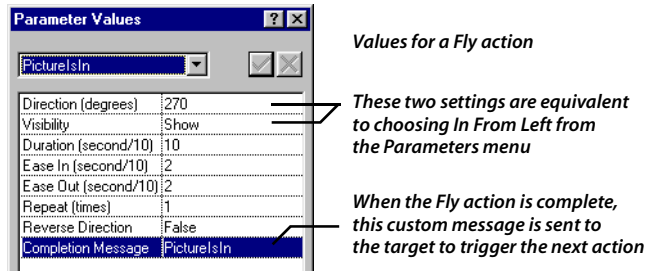 Parameter Values
PictureIsIn
Values for a Fly action
Direction (degrees) 270
Visibility Show
Duration (second/10) 10
Ease In (second/10) 2
Ease Out (second/10) 2
Repeat (times) 1
Reverse Direction False
Completion Message PictureIsIn
These two settings are equivalent
to choosing In From Left from
the Parameters menu
When the Fly action is complete,
this custom message is sent to
the target to trigger the next action